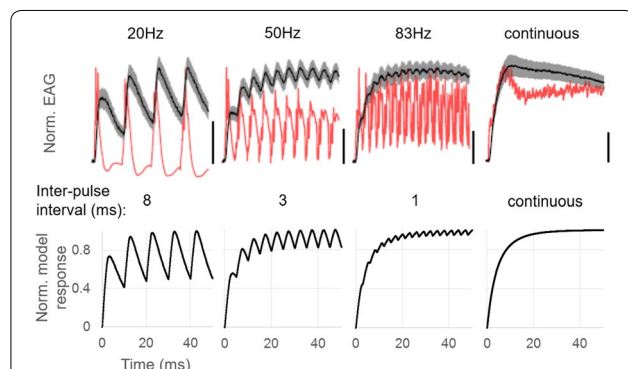 20Hz 50Hz 83Hz continuous
Norm. EAG
Inter-pulse
interval (ms): 8 3 1 continuous
Norm. model
response
0.8
0.4
0
0 20 40 0 20 40 0 20 40 0 20 40
Time (ms)